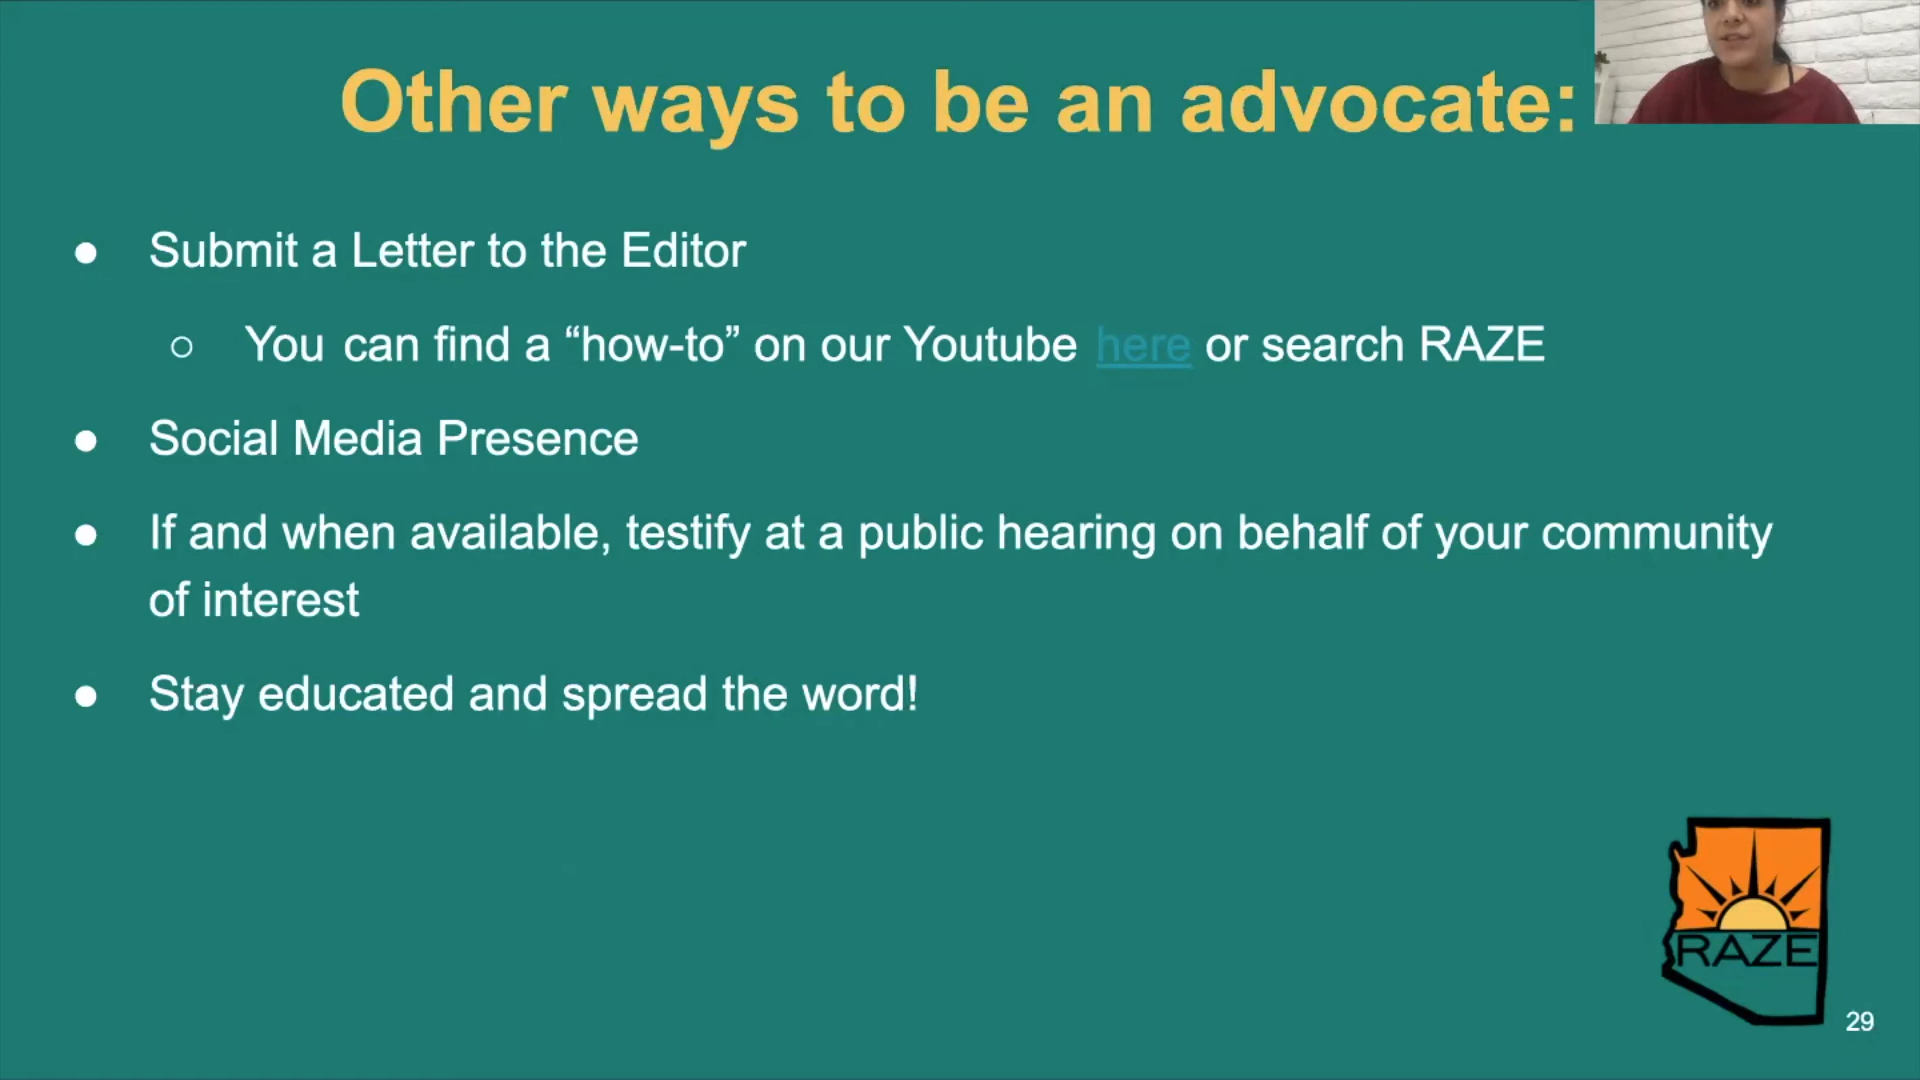 Other ways to be an advocate:
● Submit a Letter to the Editor
○ You can find a “how-to” on our Youtube here or search RAZE
● Social Media Presence
● If and when available, testify at a public hearing on behalf of your community
of interest
● Stay educated and spread the word!
RAZE
29